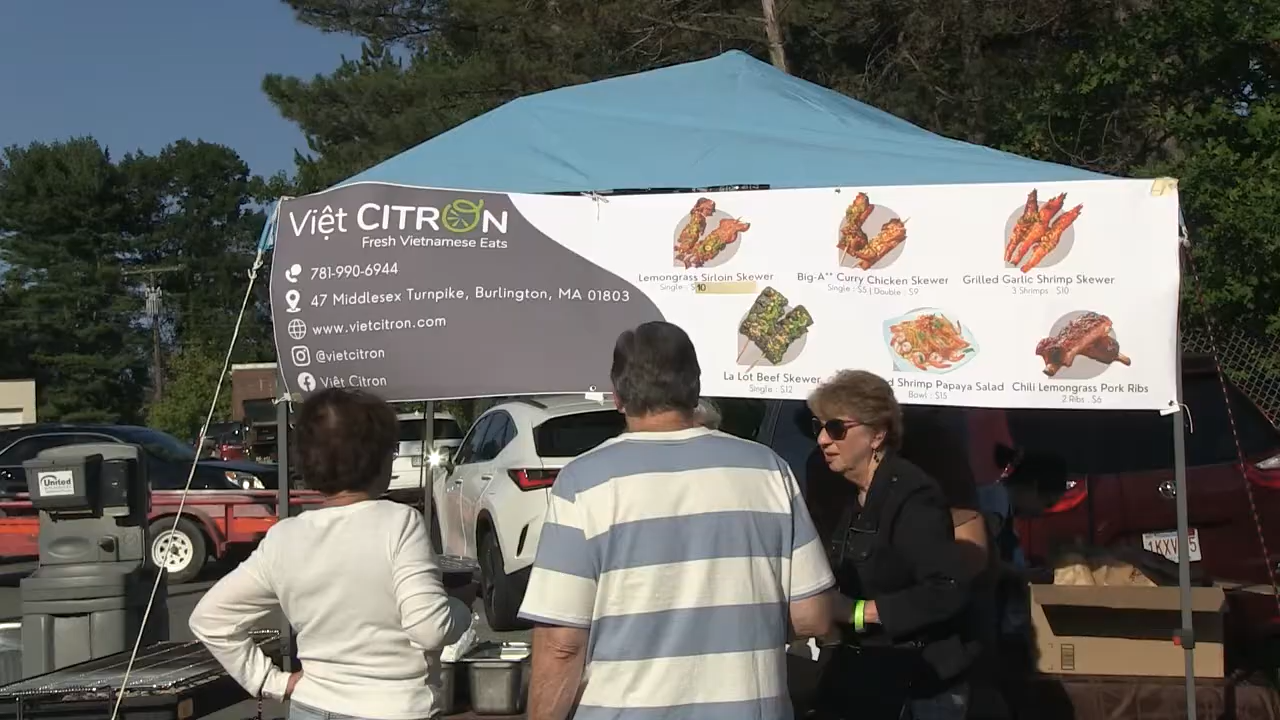 Việt CITRON
Fresh Vietnamese Eats
781-990-6944
47 Middlesex Turnpike, Burlington, MA 01803
www.vietcitron.com
@vietcitron
Việt Citron
Lemongrass Sirloin Skewer
Single : $10
Big-A** Curry Chicken Skewer
Single : $5 | Double : $9
Grilled Garlic Shrimp Skewer
3 Shrimps : $10
La Lot Beef Skewer
Single : $12
Shrimp Papaya Salad
Bowl : $15
Chili Lemongrass Pork Ribs
2 Ribs : $6
United